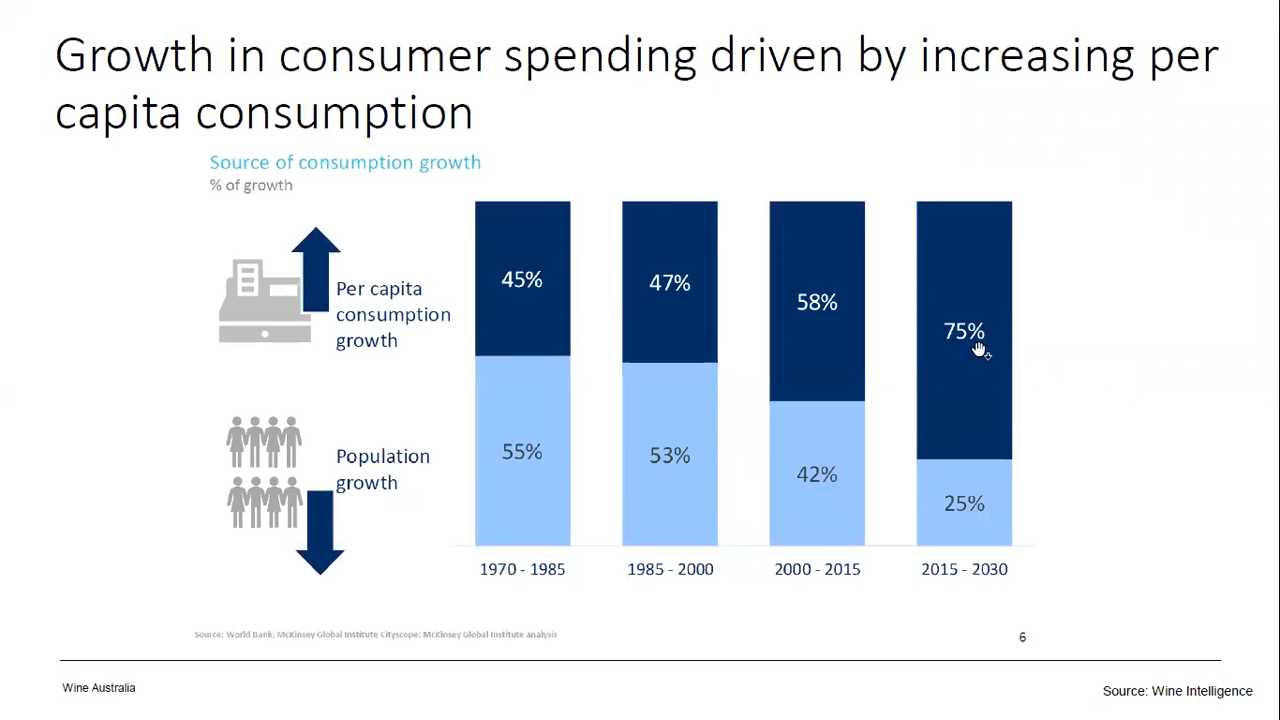 Growth in consumer spending driven by increasing per
capita consumption
Source of consumption growth
% of growth
Per capita
consumption
growth
Population
growth
45%
47%
58%
75%
55%
53%
42%
25%
1970 - 1985
1985 - 2000
2000 - 2015
2015 - 2030
Source: World Bank; McKinsey Global Institute Cityscope; McKinsey Global Institute analysis
6
Wine Australia
Source: Wine Intelligence